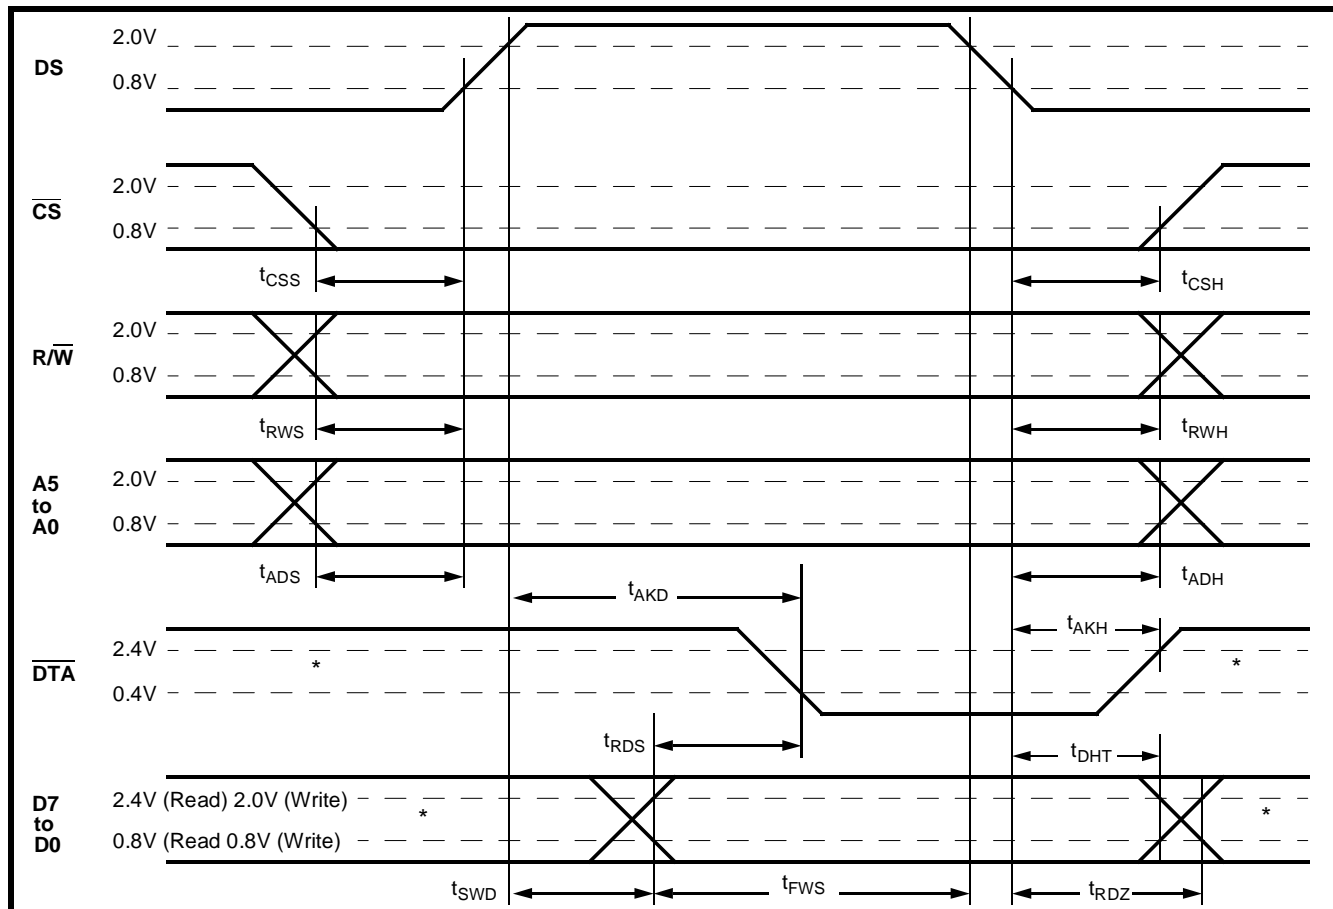 2.0V
DS
0.8V
2.0V
CS
0.8V
tCSS
tCSH
2.0V
R/W
0.8V
tRWS
tRWH
A5
to
A0
2.0V
0.8V
tADS
tAKD
tADH
2.4V
DTA
0.4V
*
tAKH
*
tRDS
tDHT
D7
to
D0
2.4V (Read) 2.0V (Write)
*
*
0.8V (Read 0.8V (Write)
tSWD
tFWS
tRDZ